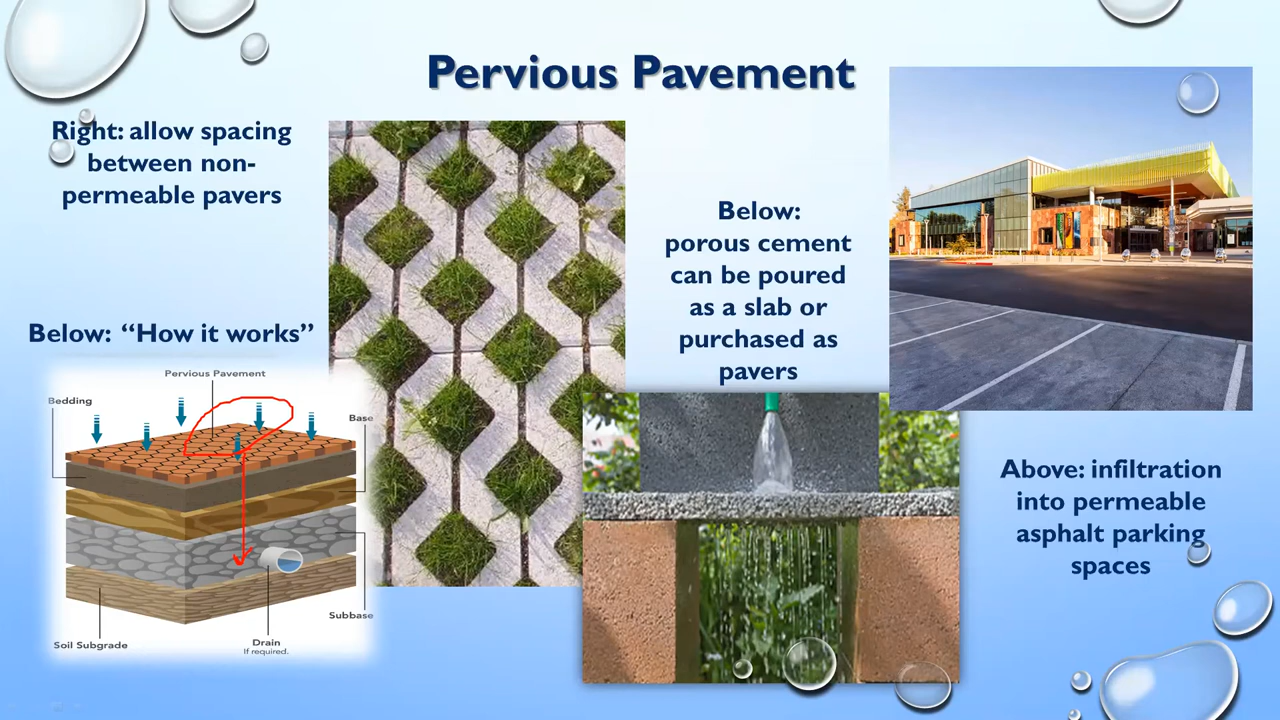 Pervious Pavement
Right: allow spacing
between non-
permeable pavers
Below: “How it works”
Pervious Pavement
Bedding
Base
Subbase
Soil Subgrade
Drain
If required.
Below:
porous cement
can be poured
as a slab or
purchased as
pavers
Above: infiltration
into permeable
asphalt parking
spaces